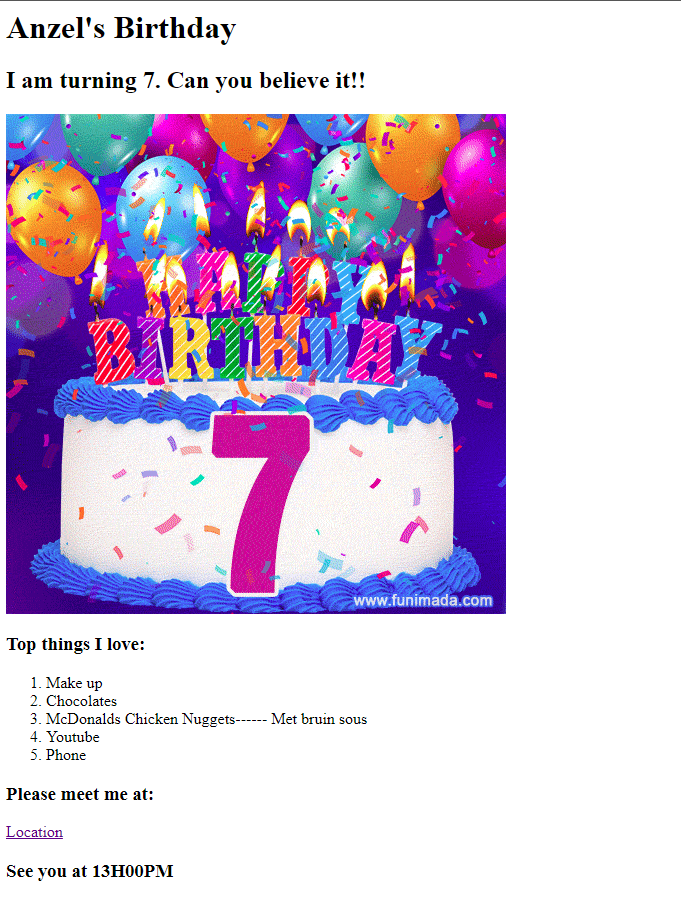 Anzel's Birthday
I am turning 7. Can you believe it!!
HAPPY
BIRTHDAY
7
www.funimada.com
Top things I love:
1. Make up
2. Chocolates
3. McDonalds Chicken Nuggets------ Met bruin sous
4. Youtube
5. Phone
Please meet me at:
Location
See you at 13H00PM